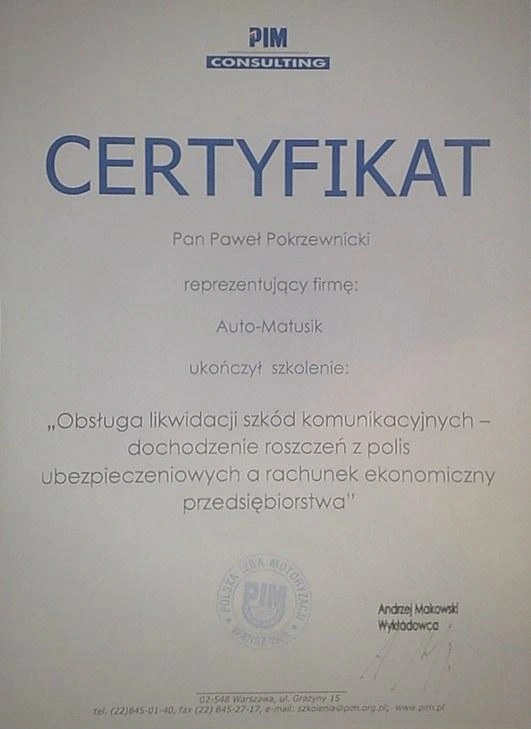 PIM
CONSULTING
CERTYFIKAT
Pan Paweł Pokrzewnicki
reprezentujący firmę:
Auto-Matusik
ukończył szkolenie:
„Obsługa likwidacji szkód komunikacyjnych –
dochodzenie roszczeń z polis
ubezpieczeniowych a rachunek ekonomiczny
przedsiębiorstwa”
POLSKA IZBA MOTORYZACJI
PIM
WARSZAWA
Andrzej Makowski
Wykładowca
02-548 Warszawa, ul. Grażyny 15
tel. (22)845-01-40, fax (22) 845-27-17, e-mail: szkolenia@pim.org.pl; www.pim.pl